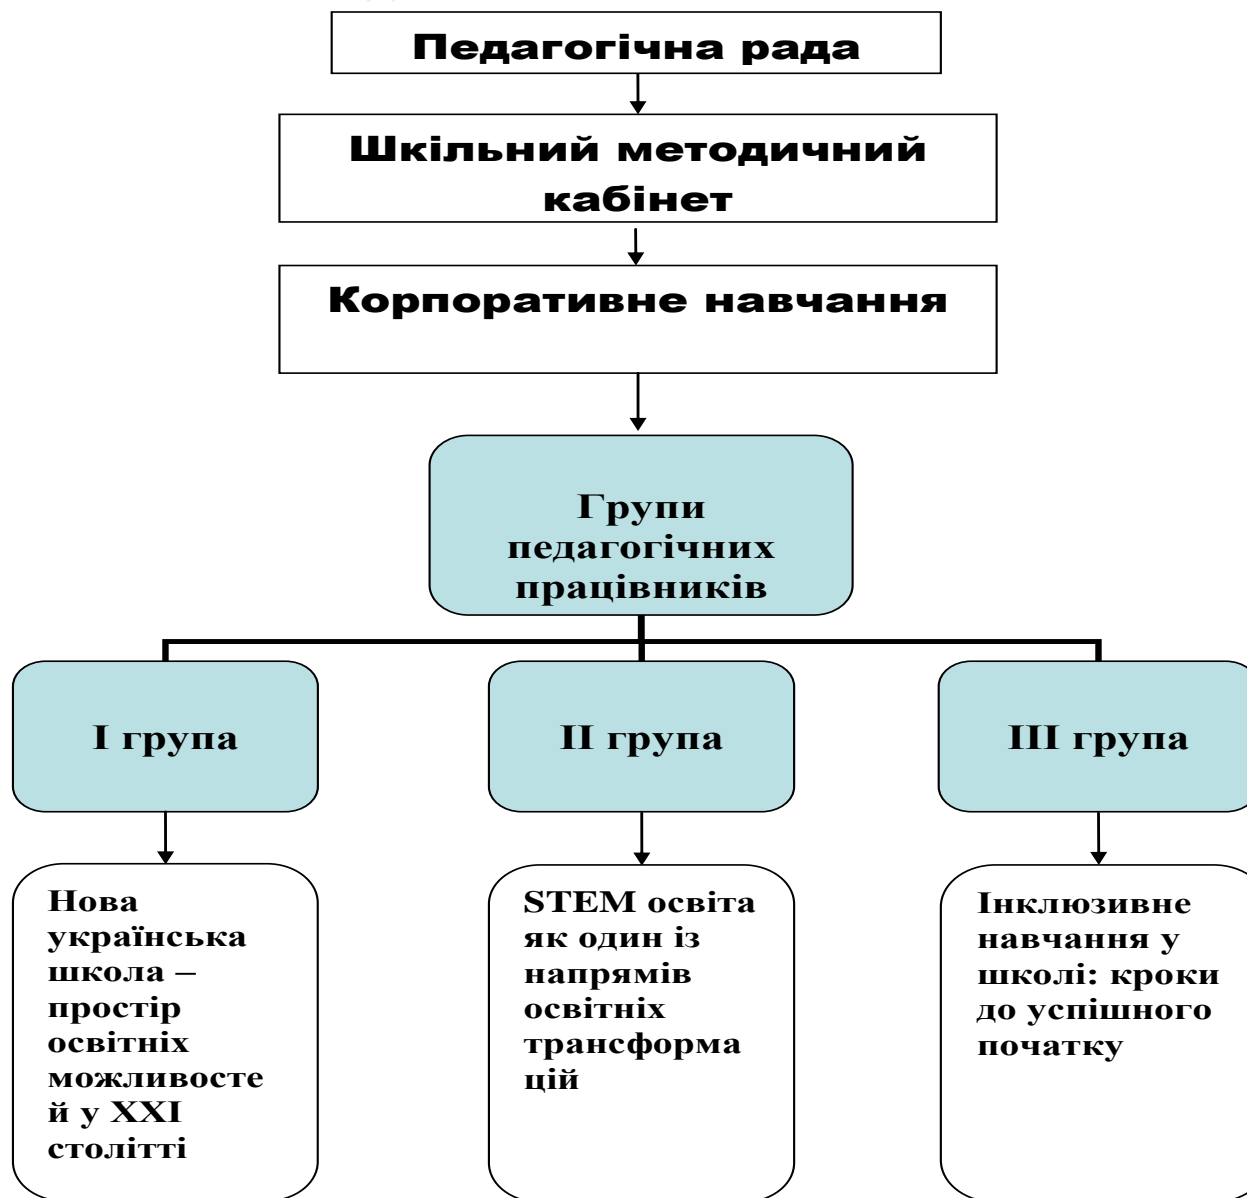 Педагогічна рада
Шкільний методичний
кабінет
Корпоративне навчання
Групи
педагогічних
працівників
І група
ІІ група
ІІІ група
Нова
українська
школа –
простір
освітніх
можливосте
й у ХХІ
столітті
STEM освіта
як один із
напрямів
освітніх
трансформа
цій
Інклюзивне
навчання у
школі: кроки
до успішного
початку